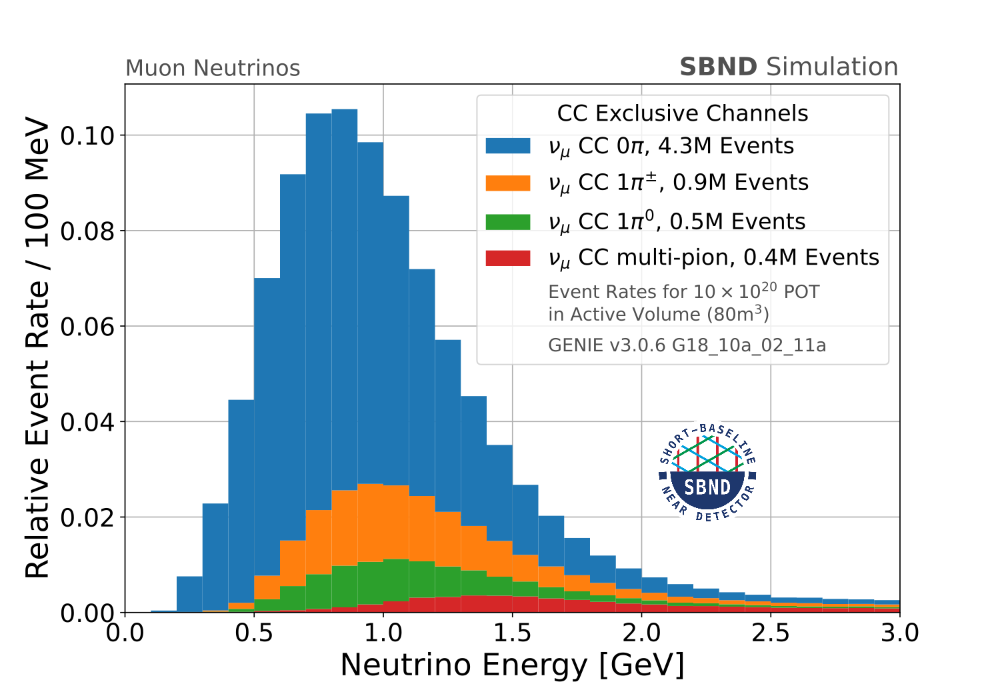 Muon Neutrinos
SBND Simulation
Relative Event Rate / 100 MeV
0.10
0.08
0.06
0.04
0.02
0.00
CC Exclusive Channels
νμ CC 0π, 4.3M Events
νμ CC 1π±, 0.9M Events
νμ CC 1π⁰, 0.5M Events
νμ CC multi-pion, 0.4M Events
Event Rates for 10 × 10²⁰ POT
in Active Volume (80m³)
GENIE v3.0.6 G18_10a_02_11a
SHORT-BASELINE
SBND
NEAR DETECTOR
0.0 0.5 1.0 1.5 2.0 2.5 3.0
Neutrino Energy [GeV]